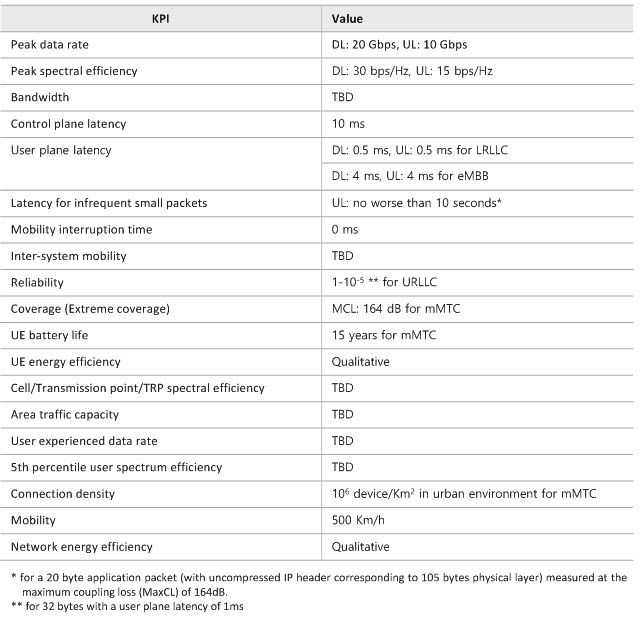 KPI Value
Peak data rate DL: 20 Gbps, UL: 10 Gbps
Peak spectral efficiency DL: 30 bps/Hz, UL: 15 bps/Hz
Bandwidth TBD
Control plane latency 10 ms
User plane latency DL: 0.5 ms, UL: 0.5 ms for LRLLC
DL: 4 ms, UL: 4 ms for eMBB
Latency for infrequent small packets UL: no worse than 10 seconds*
Mobility interruption time 0 ms
Inter-system mobility TBD
Reliability 1-10⁻⁵ ** for URLLC
Coverage (Extreme coverage) MCL: 164 dB for mMTC
UE battery life 15 years for mMTC
UE energy efficiency Qualitative
Cell/Transmission point/TRP spectral efficiency TBD
Area traffic capacity TBD
User experienced data rate TBD
5th percentile user spectrum efficiency TBD
Connection density 10⁶ device/Km² in urban environment for mMTC
Mobility 500 Km/h
Network energy efficiency Qualitative
* for a 20 byte application packet (with uncompressed IP header corresponding to 105 bytes physical layer) measured at the
maximum coupling loss (MaxCL) of 164dB.
** for 32 bytes with a user plane latency of 1ms